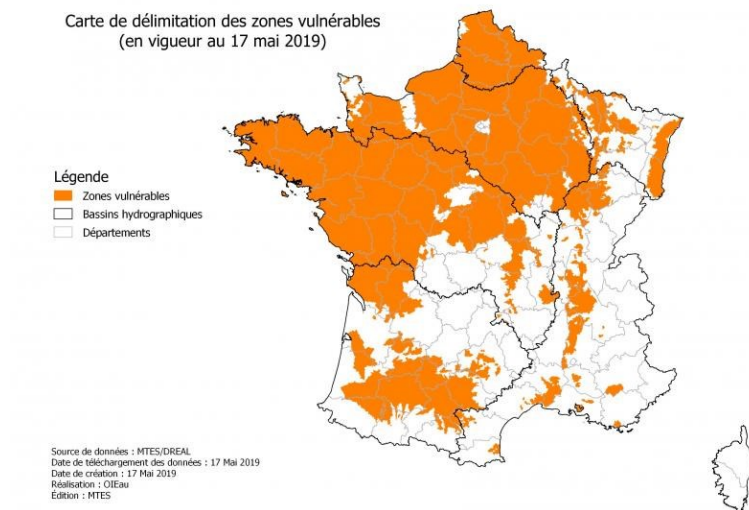 Carte de délimitation des zones vulnérables
(en vigueur au 17 mai 2019)
Légende
Zones vulnérables
Bassins hydrographiques
Départements
Source de données : MTES/DREAL
Date de téléchargement des données : 17 Mai 2019
Date de création : 17 Mai 2019
Réalisation : OIEau
Édition : MTES